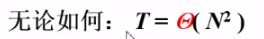 无论如何：T = Θ( N² )